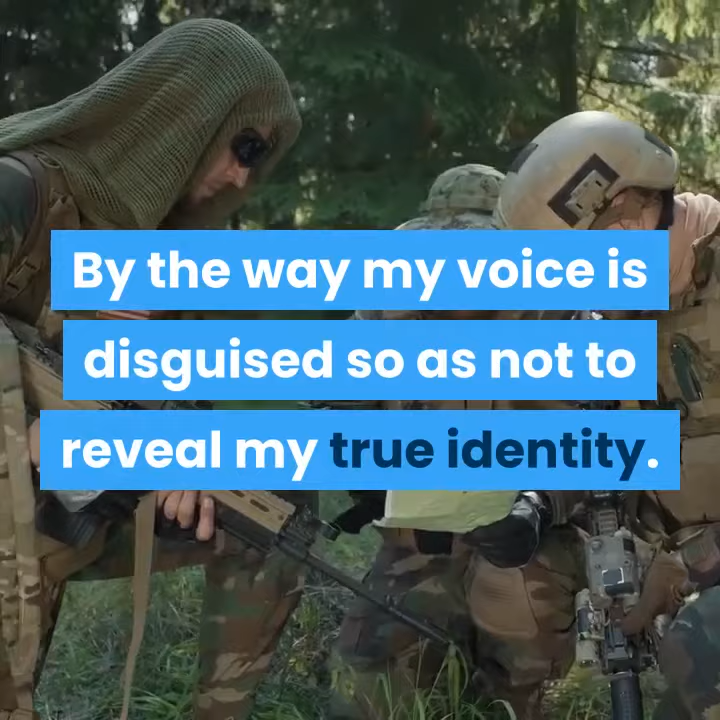 By the way my voice is
disguised so as not to
reveal my true identity.